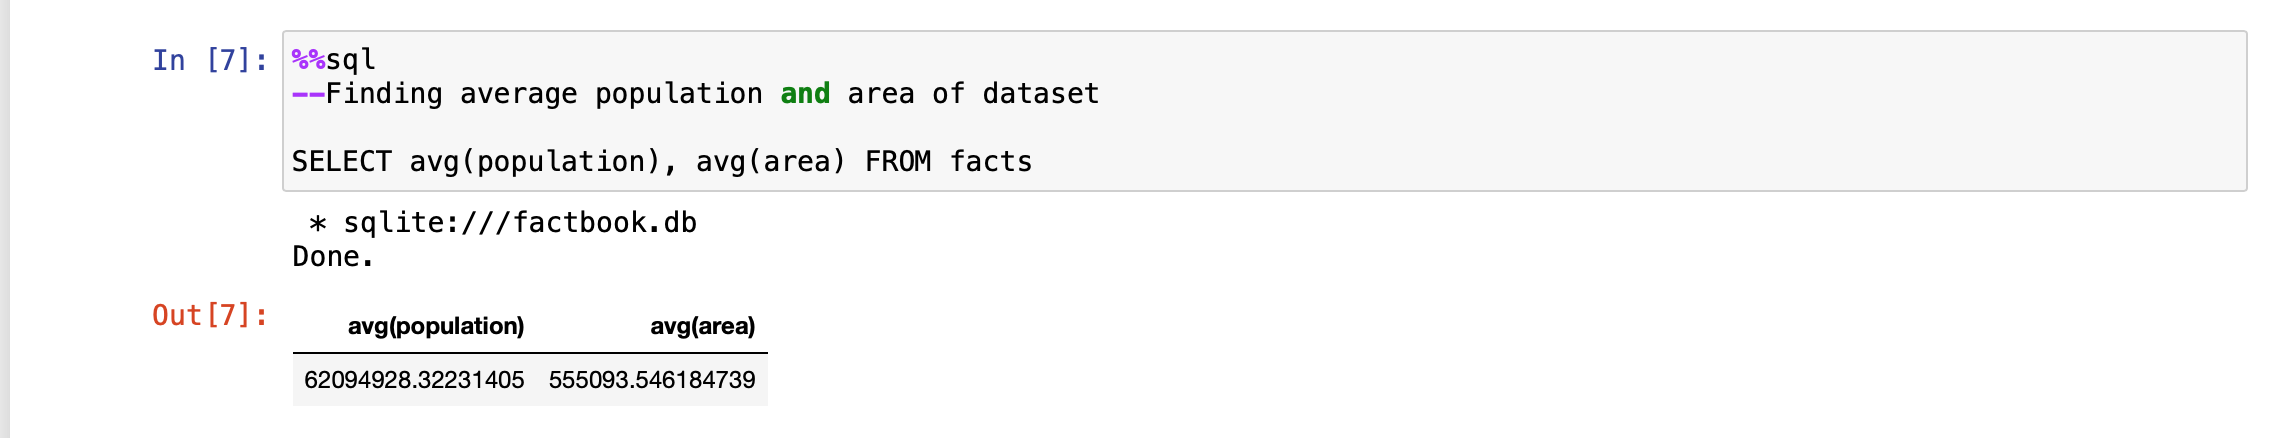 In [7]: %%sql
--Finding average population and area of dataset
SELECT avg(population), avg(area) FROM facts
* sqlite:///factbook.db
Done.
Out[7]:
avg(population) avg(area)
62094928.32231405 555093.546184739